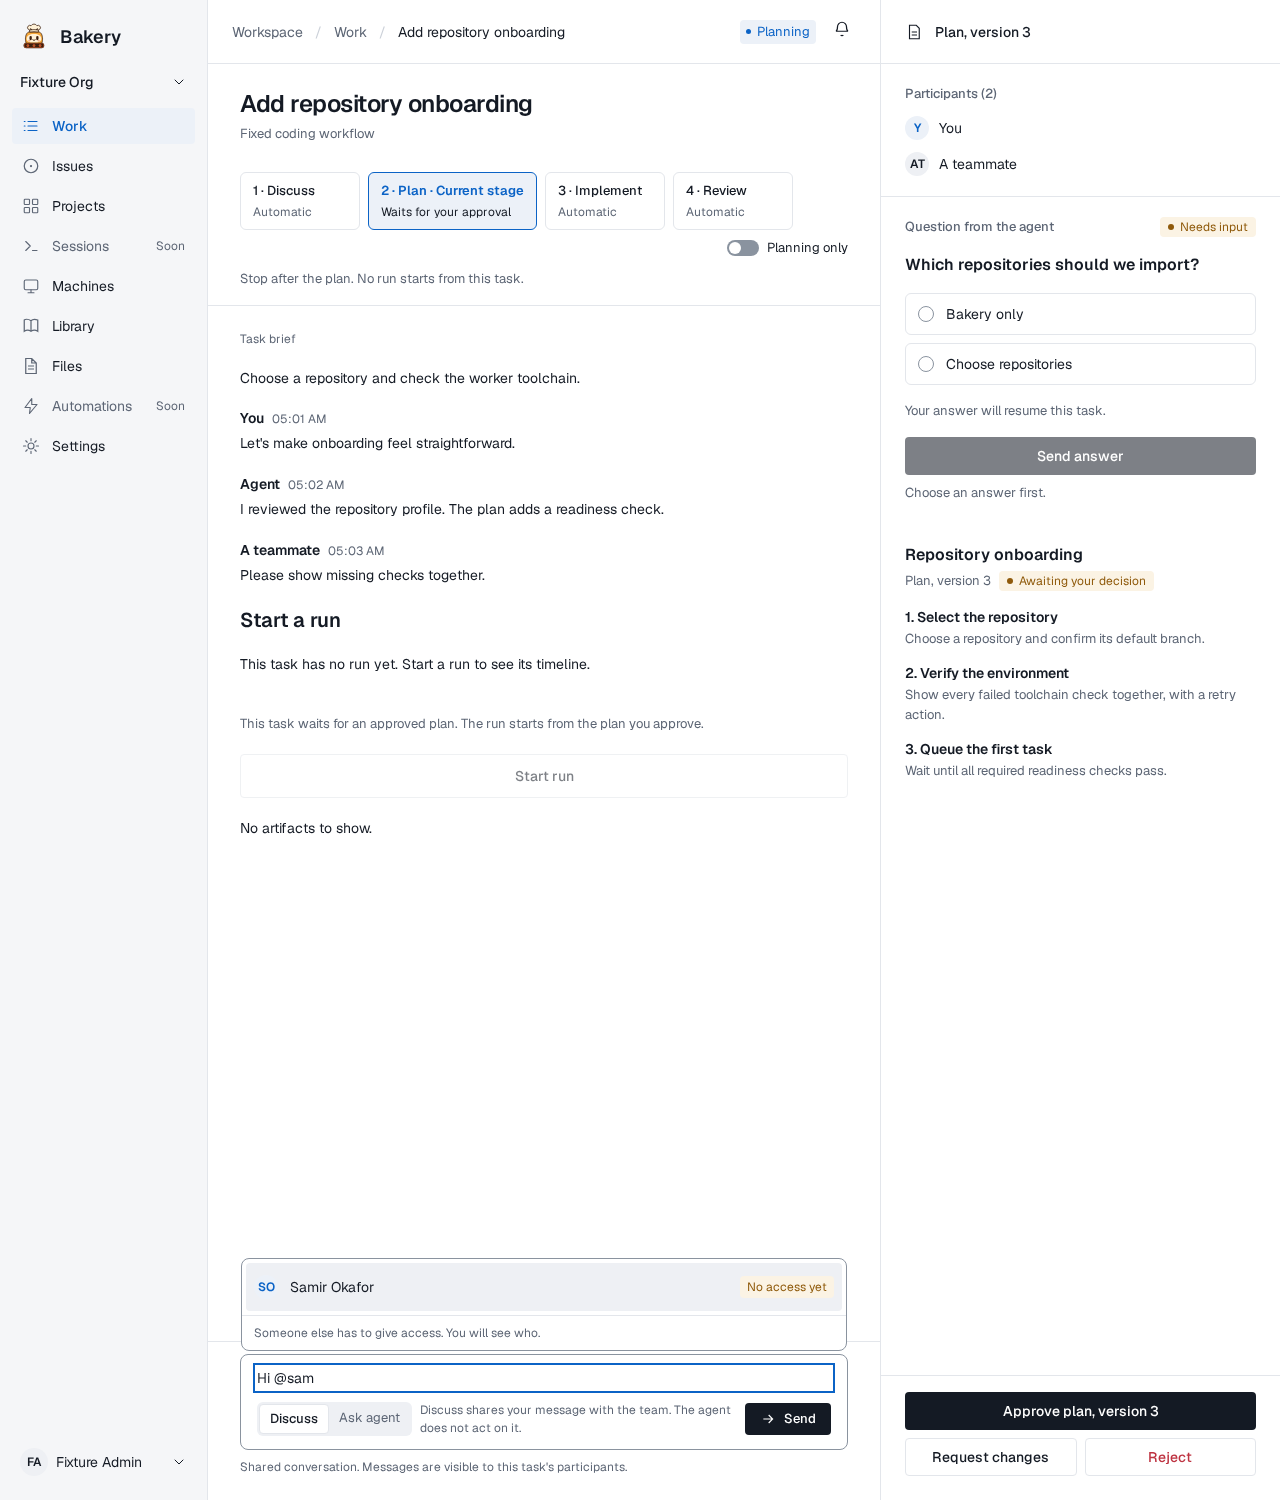 Bakery
Fixture Org
Work
Issues
Projects
Sessions Soon
Machines
Library
Files
Automations Soon
Settings
FA Fixture Admin
Workspace / Work / Add repository onboarding
Planning
Add repository onboarding
Fixed coding workflow
1 · Discuss
Automatic
2 · Plan · Current stage
Waits for your approval
3 · Implement
Automatic
4 · Review
Automatic
Planning only
Stop after the plan. No run starts from this task.
Task brief
Choose a repository and check the worker toolchain.
You 05:01 AM
Let's make onboarding feel straightforward.
Agent 05:02 AM
I reviewed the repository profile. The plan adds a readiness check.
A teammate 05:03 AM
Please show missing checks together.
Start a run
This task has no run yet. Start a run to see its timeline.
This task waits for an approved plan. The run starts from the plan you approve.
Start run
No artifacts to show.
SO Samir Okafor No access yet
Someone else has to give access. You will see who.
Hi @sam
Discuss Ask agent
Discuss shares your message with the team. The agent
does not act on it.
Send
Shared conversation. Messages are visible to this task's participants.
Plan, version 3
Participants (2)
Y You
AT A teammate
Question from the agent Needs input
Which repositories should we import?
Bakery only
Choose repositories
Your answer will resume this task.
Send answer
Choose an answer first.
Repository onboarding
Plan, version 3 Awaiting your decision
1. Select the repository
Choose a repository and confirm its default branch.
2. Verify the environment
Show every failed toolchain check together, with a retry
action.
3. Queue the first task
Wait until all required readiness checks pass.
Approve plan, version 3
Request changes
Reject